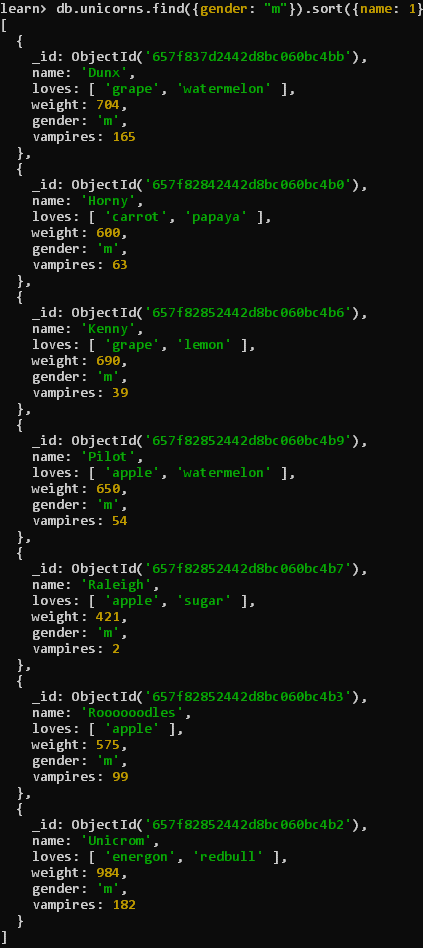 learn> db.unicorns.find({gender: "m"}).sort({name: 1}
[
  {
    _id: ObjectId('657f837d2442d8bc060bc4bb'),
    name: 'Dunx',
    loves: [ 'grape', 'watermelon' ],
    weight: 704,
    gender: 'm',
    vampires: 165
  },
  {
    _id: ObjectId('657f82842442d8bc060bc4b0'),
    name: 'Horny',
    loves: [ 'carrot', 'papaya' ],
    weight: 600,
    gender: 'm',
    vampires: 63
  },
  {
    _id: ObjectId('657f82852442d8bc060bc4b6'),
    name: 'Kenny',
    loves: [ 'grape', 'lemon' ],
    weight: 690,
    gender: 'm',
    vampires: 39
  },
  {
    _id: ObjectId('657f82852442d8bc060bc4b9'),
    name: 'Pilot',
    loves: [ 'apple', 'watermelon' ],
    weight: 650,
    gender: 'm',
    vampires: 54
  },
  {
    _id: ObjectId('657f82852442d8bc060bc4b7'),
    name: 'Raleigh',
    loves: [ 'apple', 'sugar' ],
    weight: 421,
    gender: 'm',
    vampires: 2
  },
  {
    _id: ObjectId('657f82852442d8bc060bc4b3'),
    name: 'Roooooodles',
    loves: [ 'apple' ],
    weight: 575,
    gender: 'm',
    vampires: 99
  },
  {
    _id: ObjectId('657f82852442d8bc060bc4b2'),
    name: 'Unicrom',
    loves: [ 'energon', 'redbull' ],
    weight: 984,
    gender: 'm',
    vampires: 182
  }
]